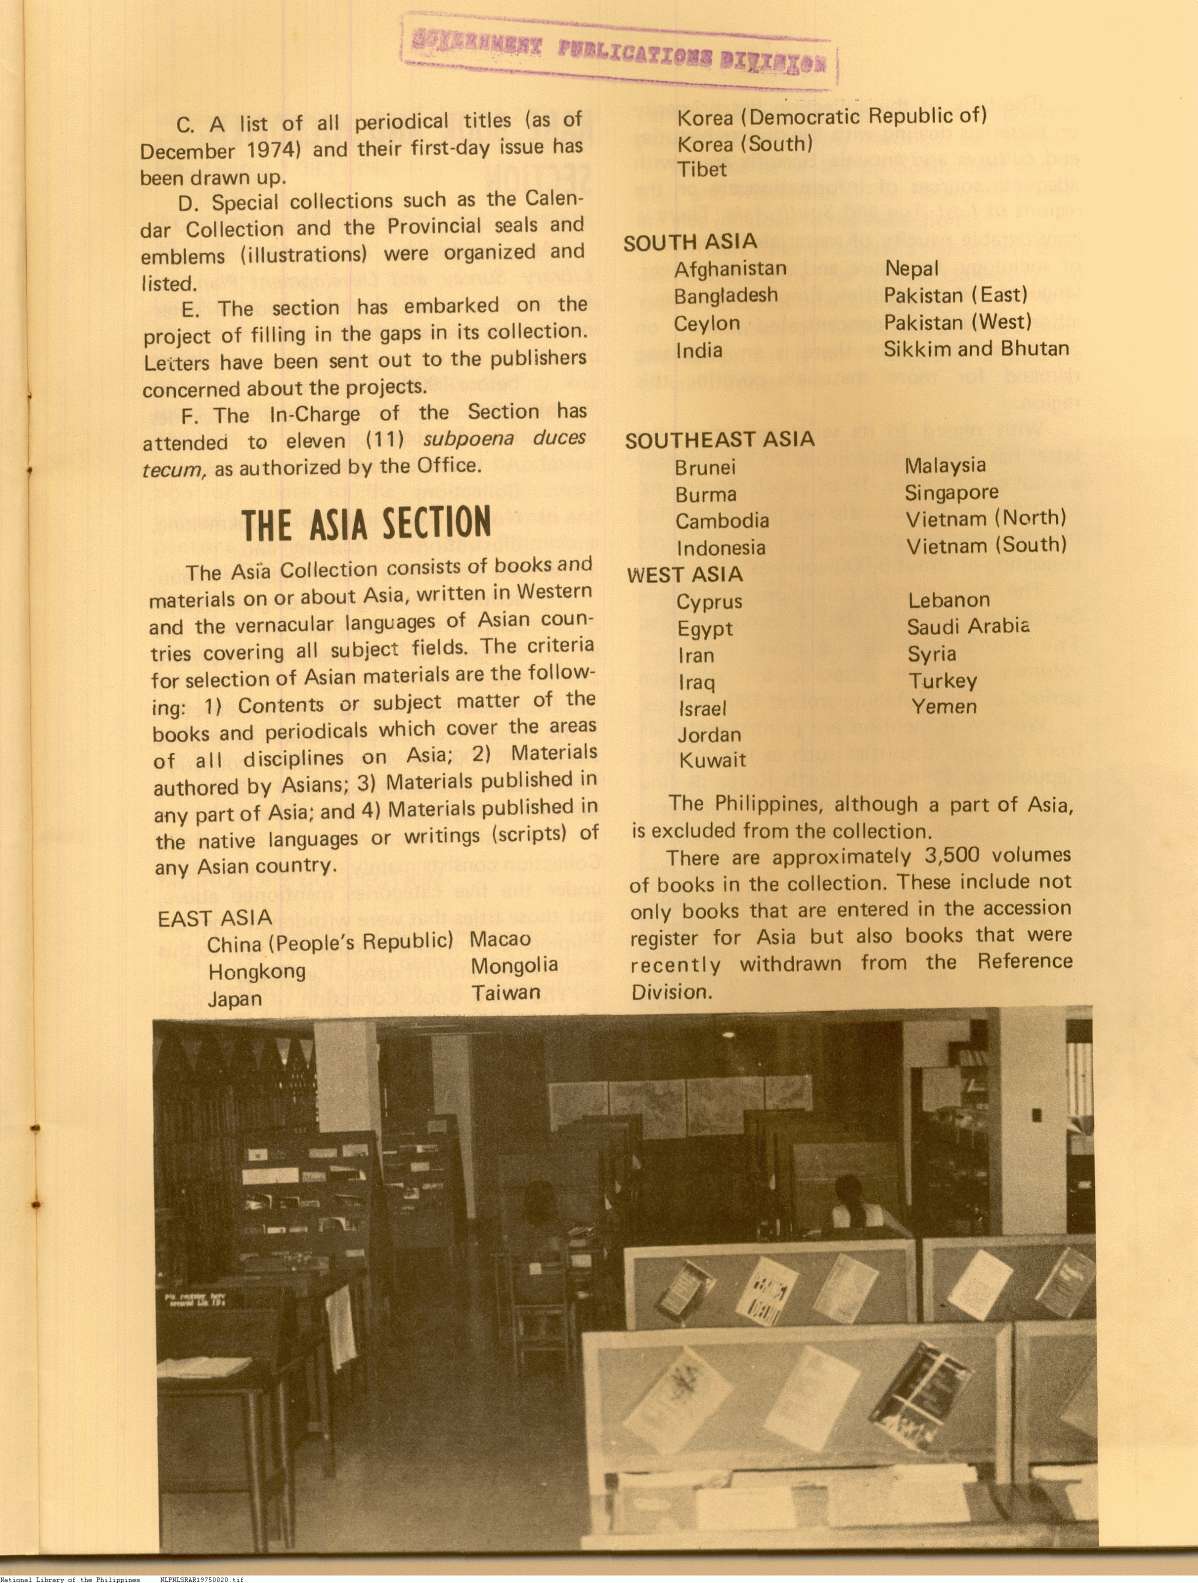 GOVERNMENT PUBLICATIONS DIVISION
C. A list of all periodical titles (as of
December 1974) and their first-day issue has
been drawn up.
D. Special collections such as the Calen-
dar Collection and the Provincial seals and
emblems (illustrations) were organized and
listed.
E. The section has embarked on the
project of filling in the gaps in its collection.
Letters have been sent out to the publishers
concerned about the projects.
F. The In-Charge of the Section has
attended to eleven (11) subpoena duces
tecum, as authorized by the Office.
THE ASIA SECTION
The Asia Collection consists of books and
materials on or about Asia, written in Western
and the vernacular languages of Asian coun-
tries covering all subject fields. The criteria
for selection of Asian materials are the follow-
ing: 1) Contents or subject matter of the
books and periodicals which cover the areas
of all disciplines on Asia; 2) Materials
authored by Asians; 3) Materials published in
any part of Asia; and 4) Materials published in
the native languages or writings (scripts) of
any Asian country.
EAST ASIA
China (People's Republic) Macao
Hongkong Mongolia
Japan Taiwan
Korea (Democratic Republic of)
Korea (South)
Tibet
SOUTH ASIA
Afghanistan Nepal
Bangladesh Pakistan (East)
Ceylon Pakistan (West)
India Sikkim and Bhutan
SOUTHEAST ASIA
Brunei Malaysia
Burma Singapore
Cambodia Vietnam (North)
Indonesia Vietnam (South)
WEST ASIA
Cyprus Lebanon
Egypt Saudi Arabia
Iran Syria
Iraq Turkey
Israel Yemen
Jordan
Kuwait
The Philippines, although a part of Asia,
is excluded from the collection.
There are approximately 3,500 volumes
of books in the collection. These include not
only books that are entered in the accession
register for Asia but also books that were
recently withdrawn from the Reference
Division.
Pls register here
National Library of the Philippines NLPNLSRAR19750020.tif.